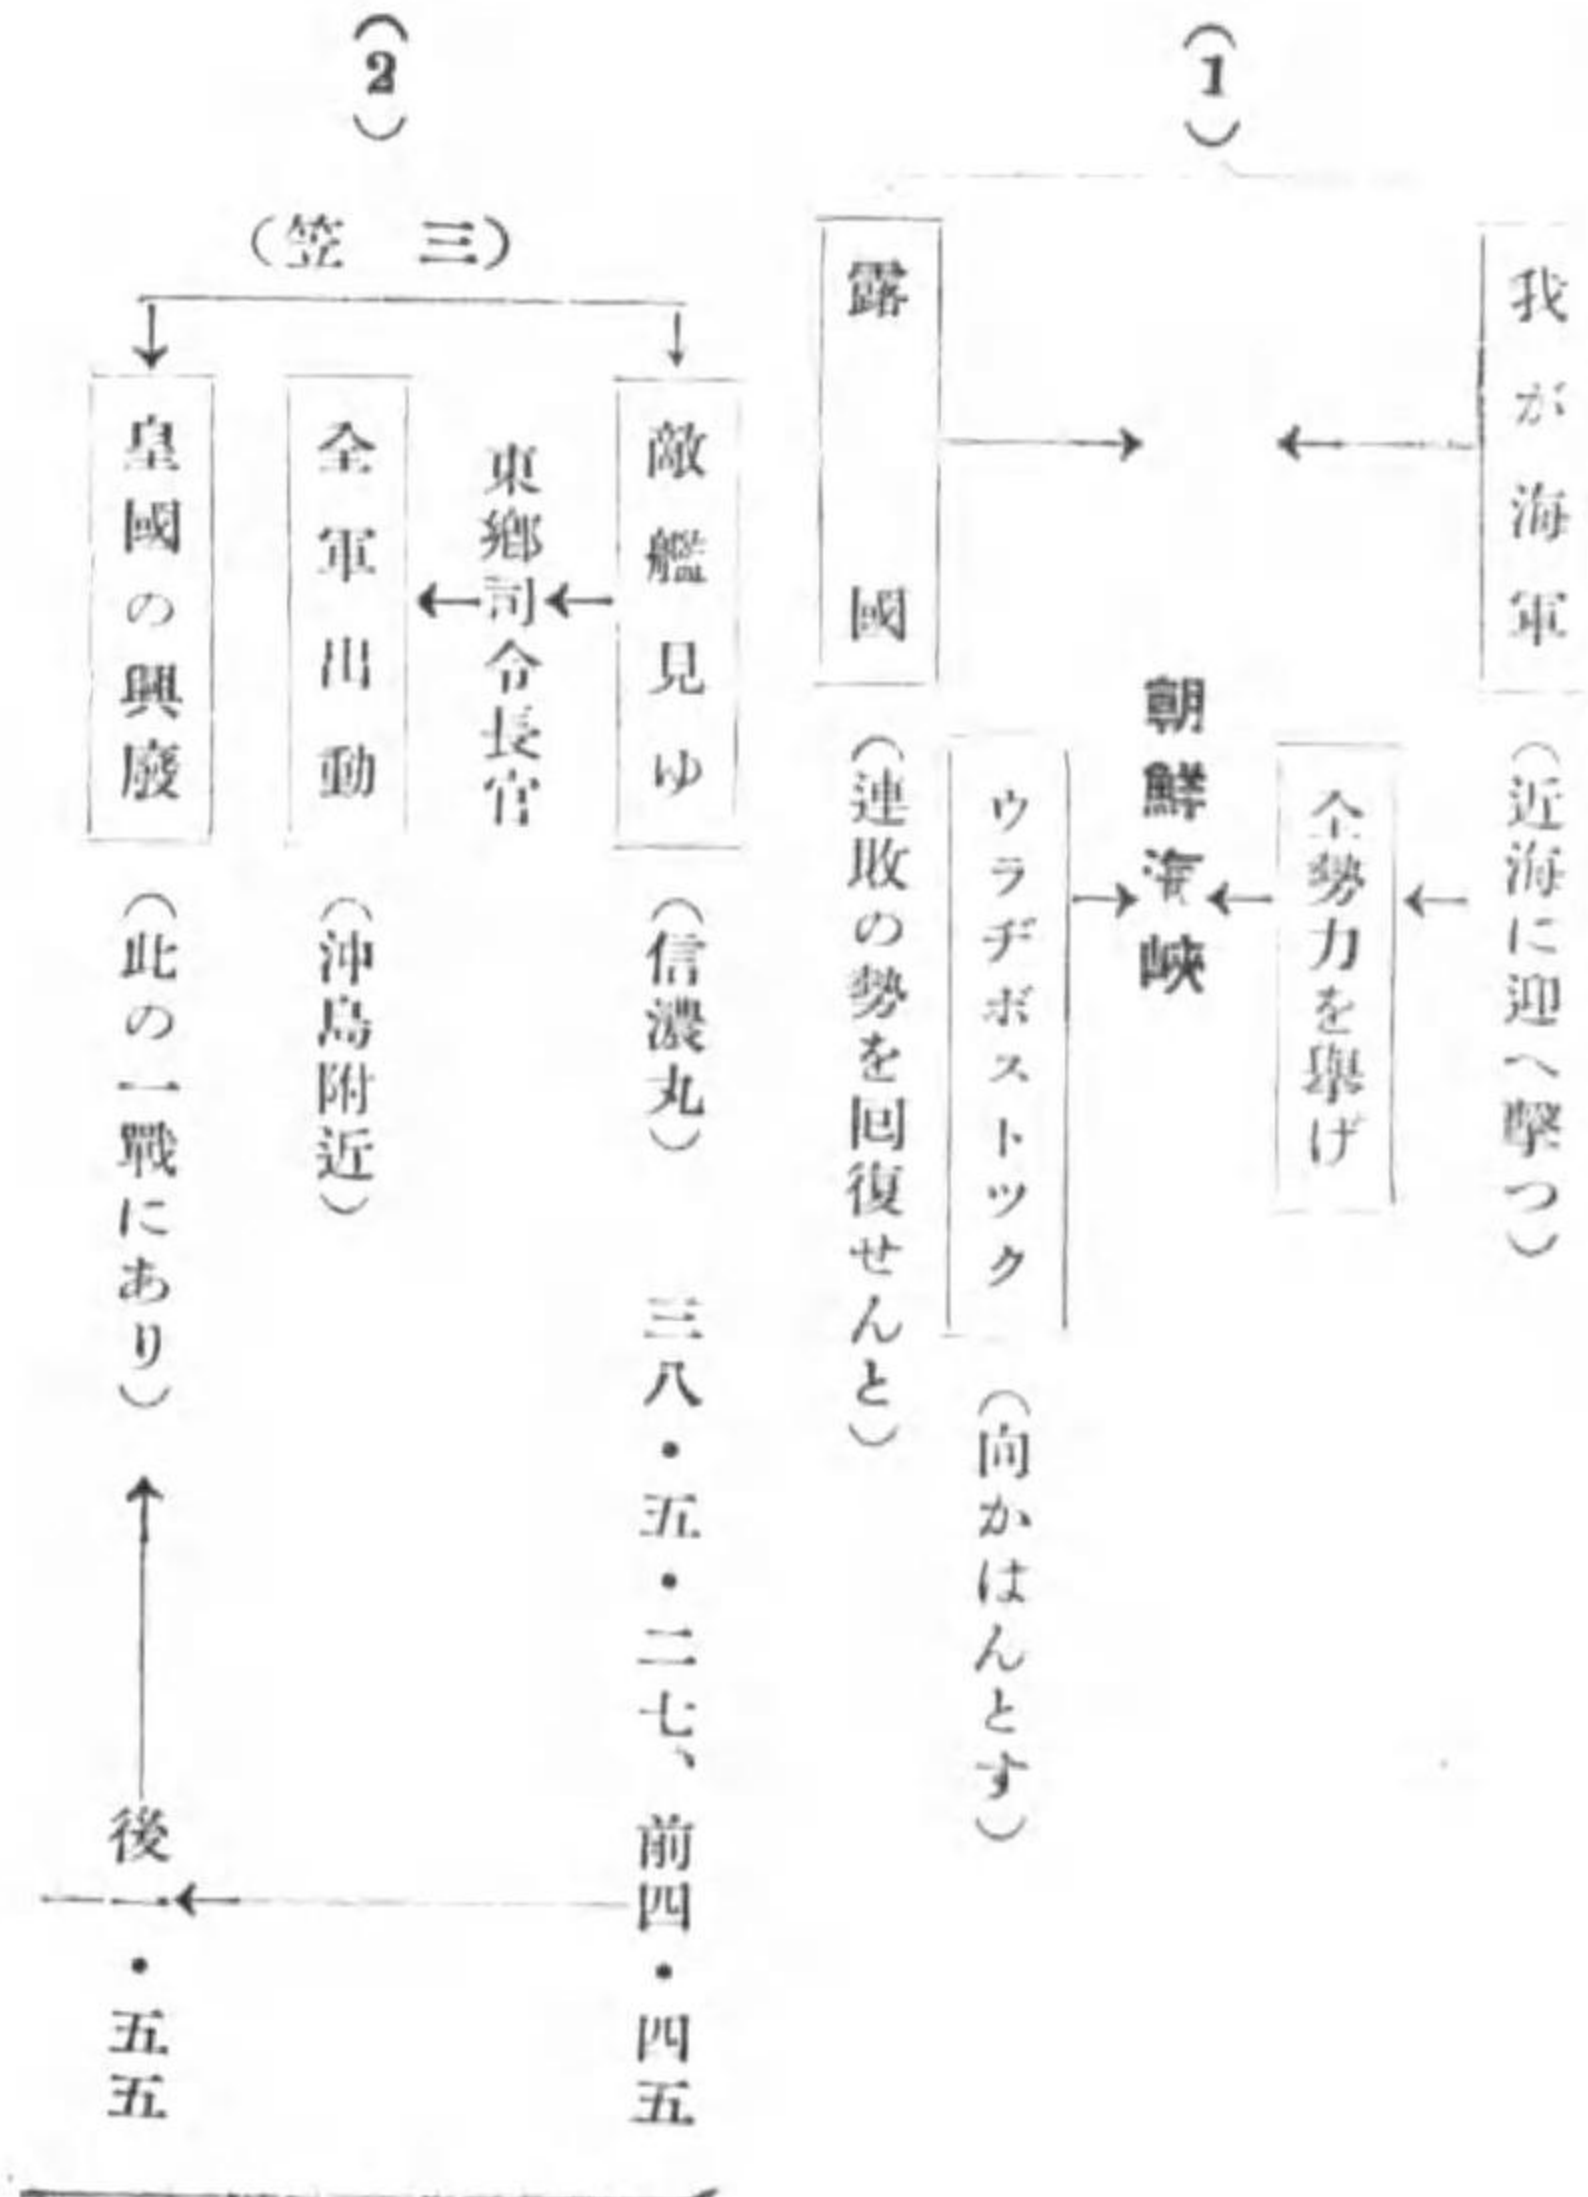 (1)
我が海軍
(近海に迎へ擊つ)
全勢力を擧げ
朝鮮海峽
ウラヂボストツク
(向かはんとす)
露國
(連敗の勢を回復せんと)
(2)
(三笠)
敵艦見ゆ
(信濃丸) 三八・五・二七、前四・四五
東鄕司令長官
全軍出動
(沖島附近)
皇國の興廢
(此の一戰にあり)
後一・五五